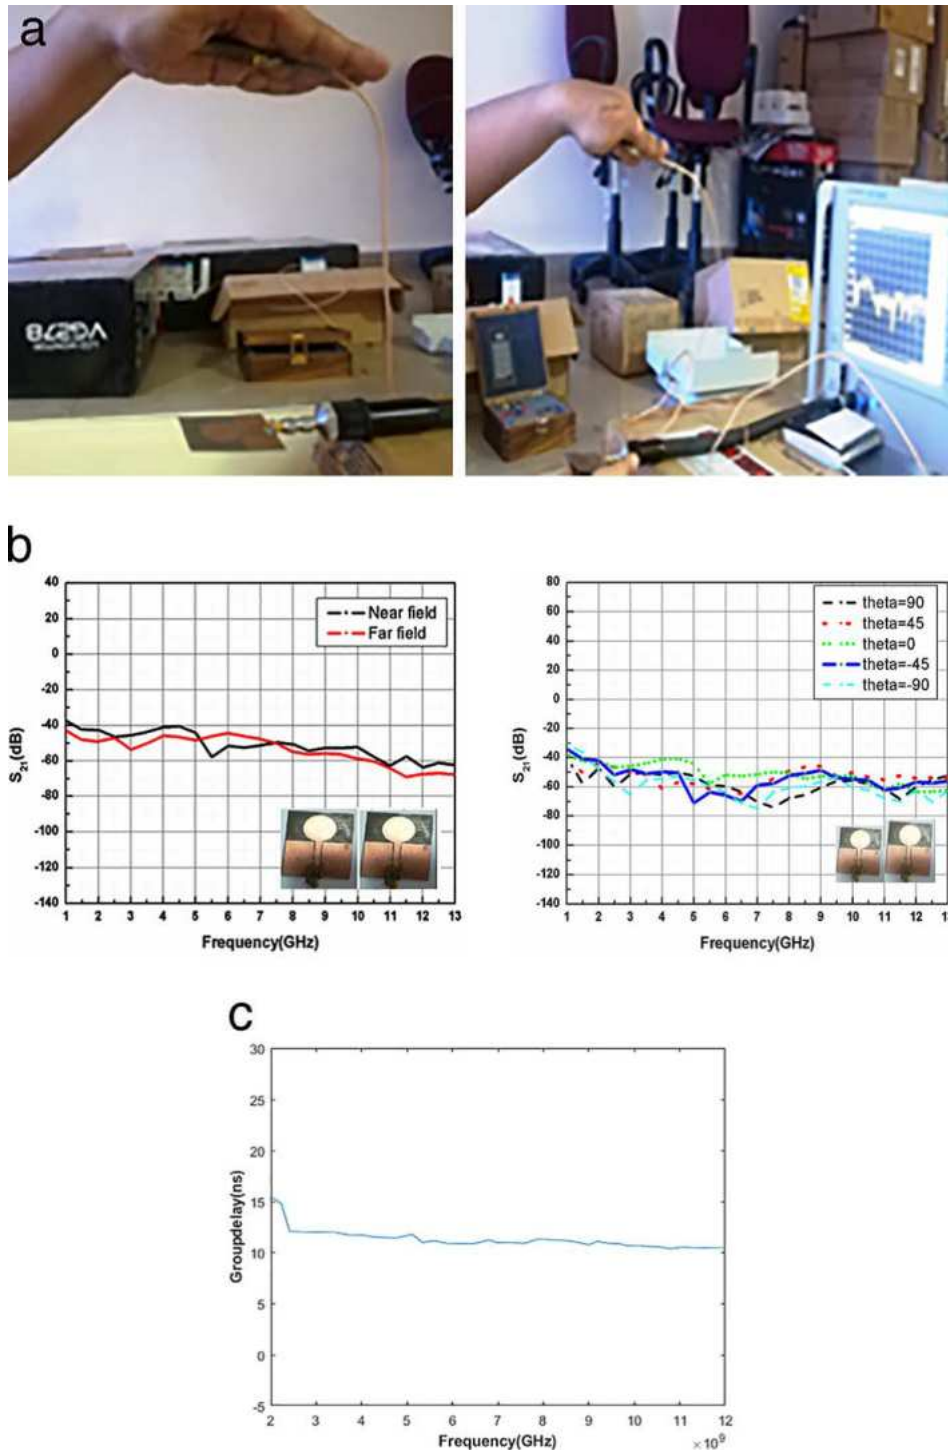 a
b
40
20
0
-20
-40
-60
-80
-100
-120
-140
S21(dB)
Near field
Far field
1 2 3 4 5 6 7 8 9 10 11 12 13
Frequency(GHz)
80
60
40
20
0
-20
-40
-60
-80
-100
-120
-140
S21(dB)
theta=90
theta=45
theta=0
theta=-45
theta=-90
1 2 3 4 5 6 7 8 9 10 11 12
Frequency(GHz)
c
30
25
20
15
10
5
0
-5
Groupdelay(ns)
2 3 4 5 6 7 8 9 10 11 12
×10⁹
Frequency(GHz)